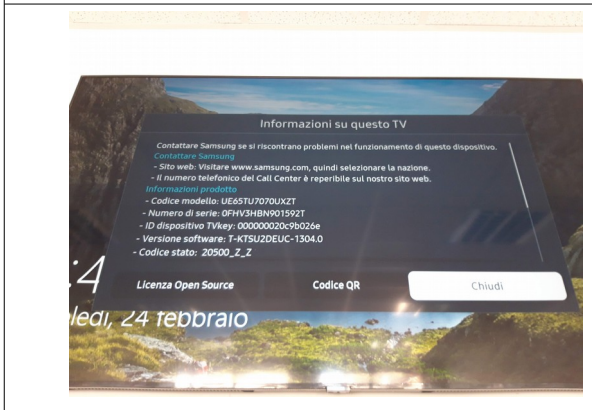 Informazioni su questo TV
Contattare Samsung se si riscontrano problemi nel funzionamento di questo dispositivo.
Contattare Samsung
- Sito web: Visitare www.samsung.com, quindi selezionare la nazione.
- Il numero telefonico del Call Center è reperibile sul nostro sito web.
Informazioni prodotto
- Codice modello: UE65TU7070UXZT
- Numero di serie: 0FHV3HBN901592T
- ID dispositivo TVkey: 000000020c9b026e
- Versione software: T-KTSU2DEUC-1304.0
- Codice stato: 20500_Z_Z
:4
Licenza Open Source Codice QR Chiudi
ledì, 24 febbraio